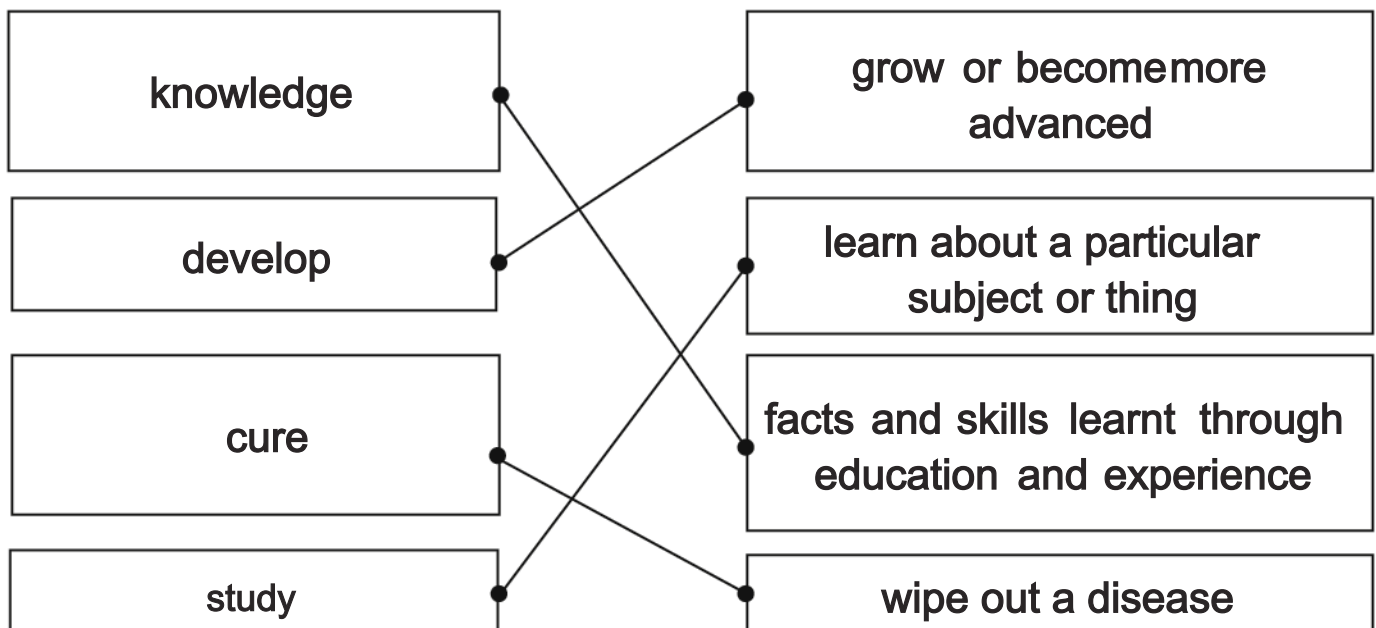 knowledge
grow or becomemore
advanced
develop
learn about a particular
subject or thing
cure
facts and skills learnt through
education and experience
study
wipe out a disease